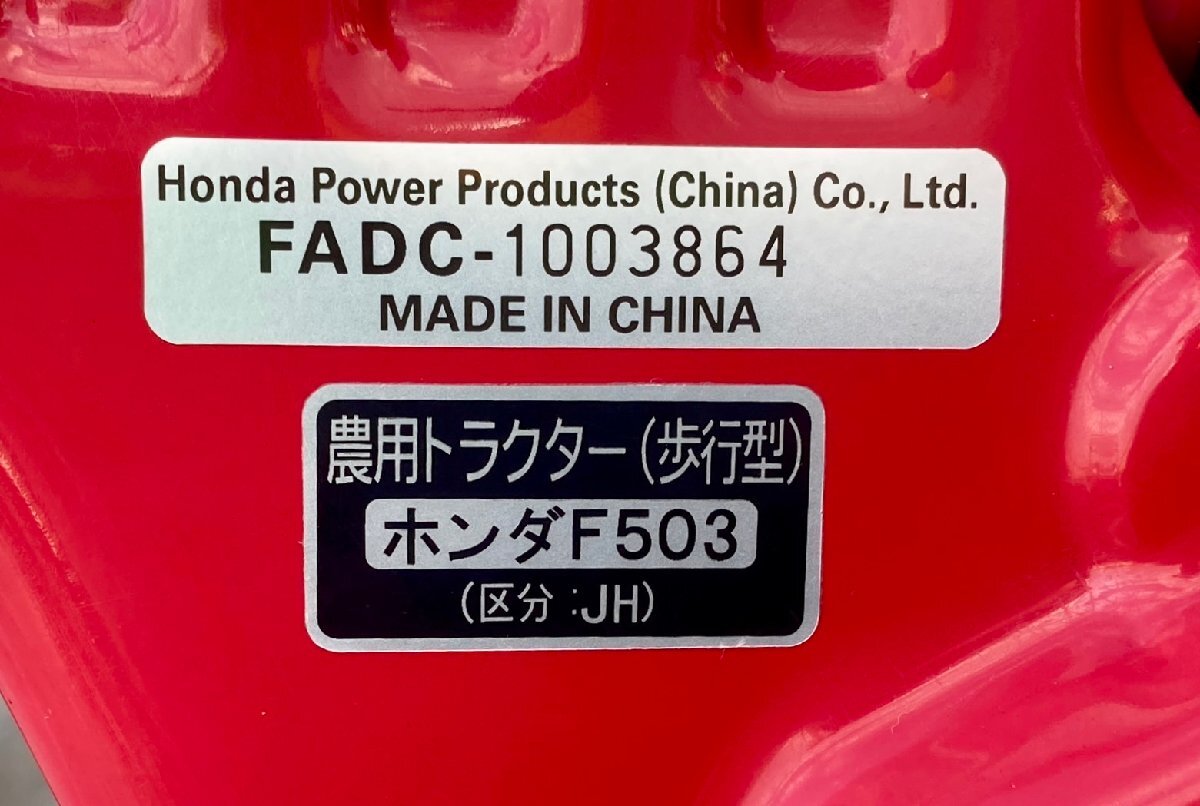 Honda Power Products (China) Co., Ltd.
FADC-1003864
MADE IN CHINA
農用トラクター(歩行型)
ホンダF503
(区分:JH)